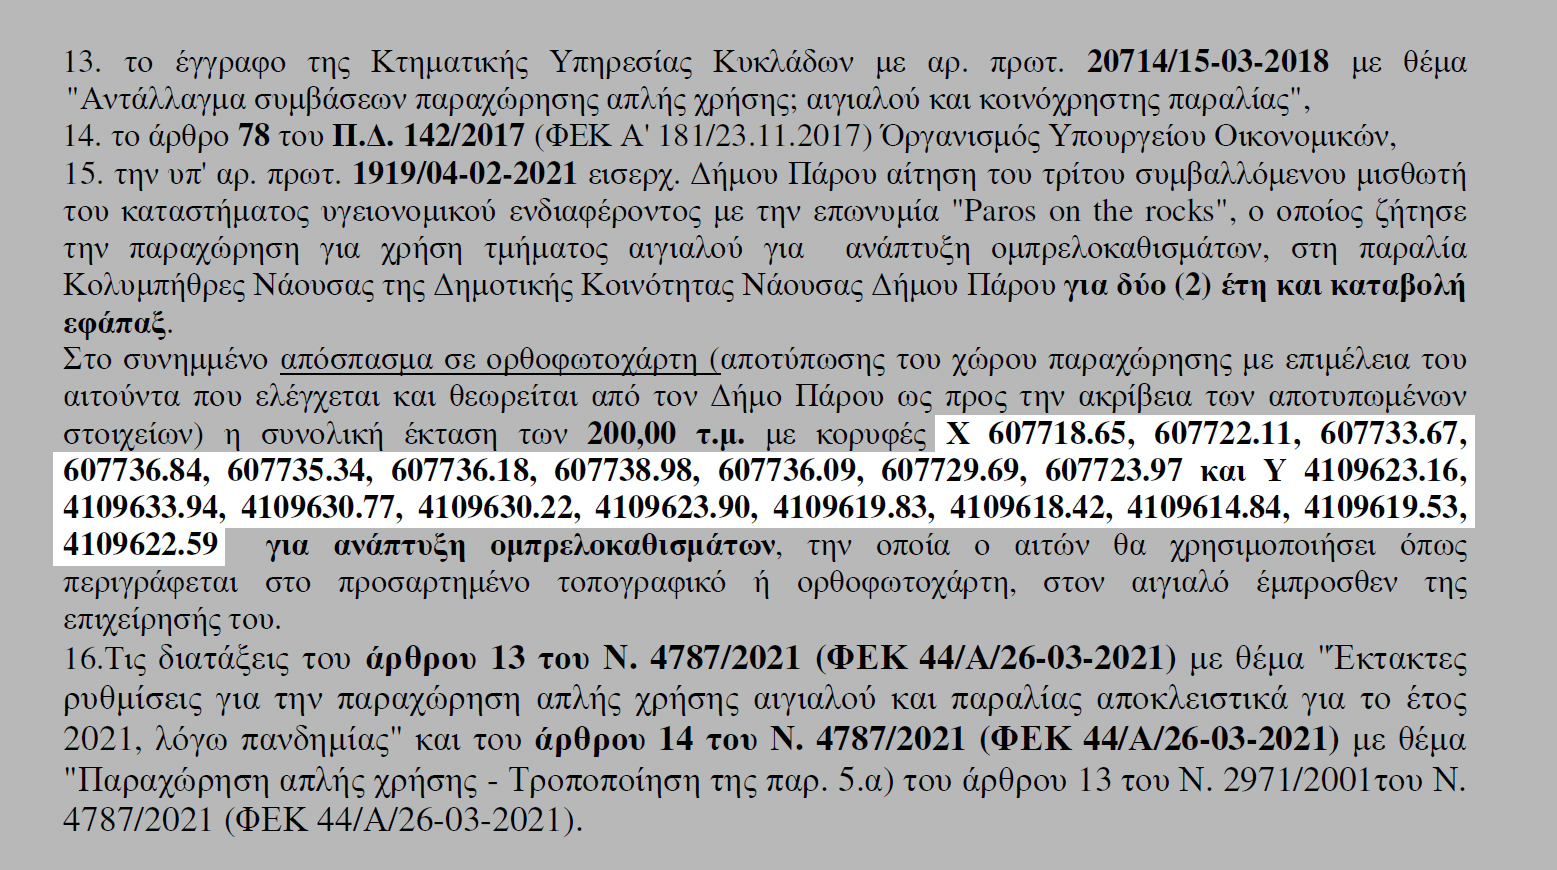 13. το έγγραφο της Κτηματικής Υπηρεσίας Κυκλάδων με αρ. πρωτ. 20714/15-03-2018 με θέμα
"Αντάλλαγμα συμβάσεων παραχώρησης απλής χρήσης; αιγιαλού και κοινόχρηστης παραλίας",
14. το άρθρο 78 του Π.Δ. 142/2017 (ΦΕΚ Α' 181/23.11.2017) Όργανισμός Υπουργείου Οικονομικών,
15. την υπ' αρ. πρωτ. 1919/04-02-2021 εισερχ. Δήμου Πάρου αίτηση του τρίτου συμβαλλόμενου μισθωτή
του καταστήματος υγειονομικού ενδιαφέροντος με την επωνυμία "Paros on the rocks", ο οποίος ζήτησε
την παραχώρηση για χρήση τμήματος αιγιαλού για ανάπτυξη ομπρελοκαθισμάτων, στη παραλία
Κολυμπήθρες Νάουσας της Δημοτικής Κοινότητας Νάουσας Δήμου Πάρου για δύο (2) έτη και καταβολή
εφάπαξ.
Στο συνημμένο απόσπασμα σε ορθοφωτοχάρτη (αποτύπωσης του χώρου παραχώρησης με επιμέλεια του
αιτούντα που ελέγχεται και θεωρείται από τον Δήμο Πάρου ως προς την ακρίβεια των αποτυπωμένων
στοιχείων) η συνολική έκταση των 200,00 τ.μ. με κορυφές Χ 607718.65, 607722.11, 607733.67,
607736.84, 607735.34, 607736.18, 607738.98, 607736.09, 607729.69, 607723.97 και Υ 4109623.16,
4109633.94, 4109630.77, 4109630.22, 4109623.90, 4109619.83, 4109618.42, 4109614.84, 4109619.53,
4109622.59 για ανάπτυξη ομπρελοκαθισμάτων, την οποία ο αιτών θα χρησιμοποιήσει όπως
περιγράφεται στο προσαρτημένο τοπογραφικό ή ορθοφωτοχάρτη, στον αιγιαλό έμπροσθεν της
επιχείρησής του.
16.Τις διατάξεις του άρθρου 13 του Ν. 4787/2021 (ΦΕΚ 44/Α/26-03-2021) με θέμα "Έκτακτες
ρυθμίσεις για την παραχώρηση απλής χρήσης αιγιαλού και παραλίας αποκλειστικά για το έτος
2021, λόγω πανδημίας" και του άρθρου 14 του Ν. 4787/2021 (ΦΕΚ 44/Α/26-03-2021) με θέμα
"Παραχώρηση απλής χρήσης - Τροποποίηση της παρ. 5.α) του άρθρου 13 του Ν. 2971/2001του Ν.
4787/2021 (ΦΕΚ 44/Α/26-03-2021).